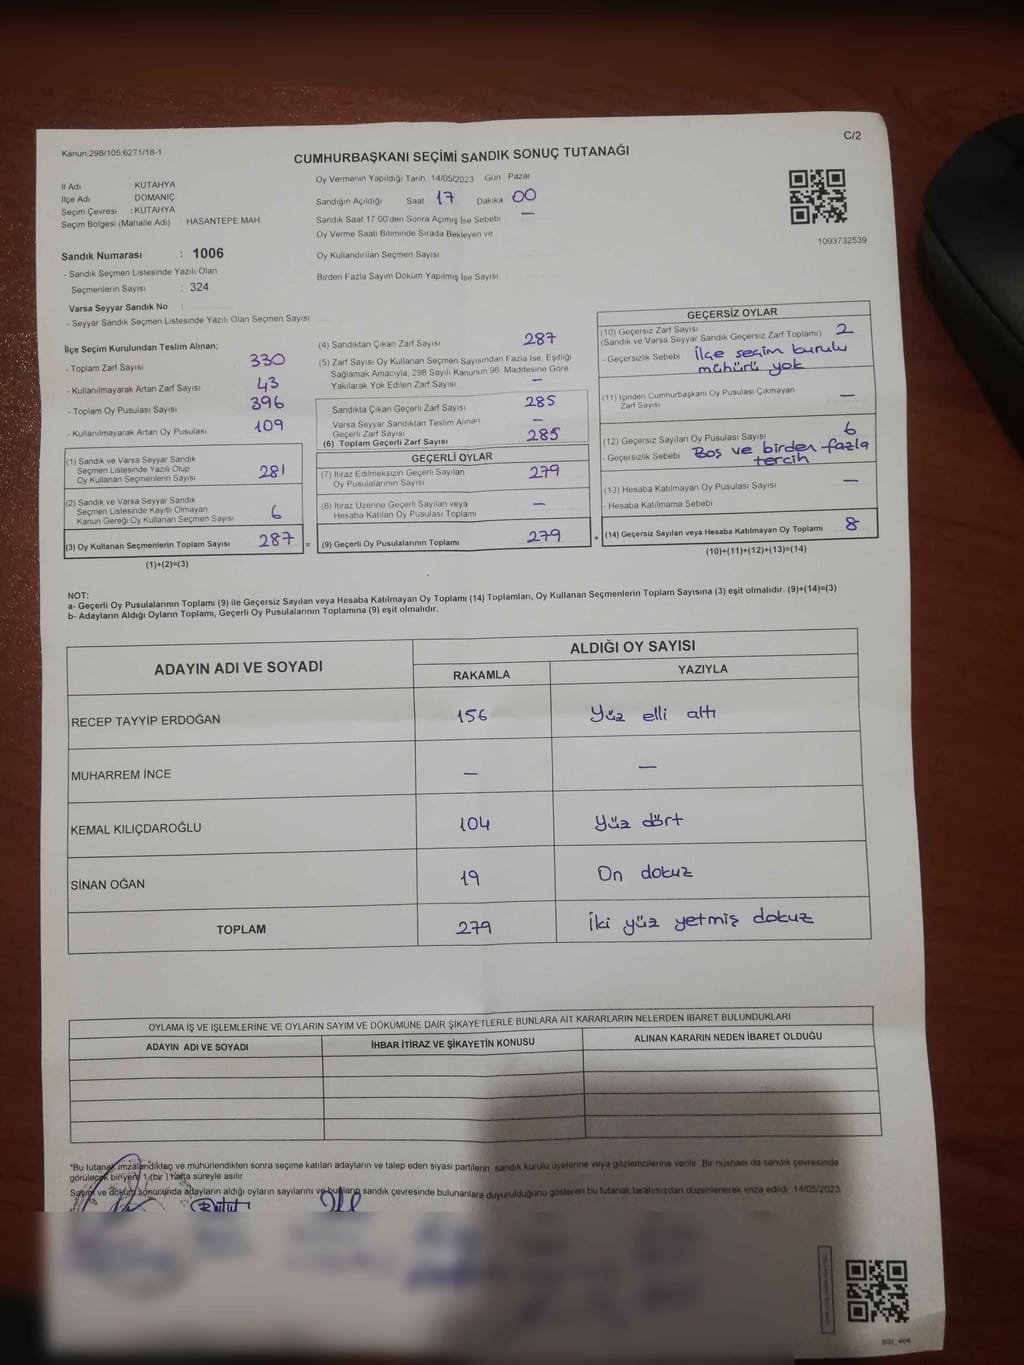 C/2
Kanun:298/105,6271/18-1
CUMHURBAŞKANI SEÇİMİ SANDIK SONUÇ TUTANAĞI
İl Adı KUTAHYA
İlçe Adı DOMANİÇ
Seçim Çevresi : KUTAHYA
Seçim Bölgesi (Mahalle Adı) HASANTEPE MAH.
Sandık Numarası : 1006
- Sandık Seçmen Listesinde Yazılı Olan
Seçmenlerin Sayısı : 324
Varsa Seyyar Sandık No :
- Seyyar Sandık Seçmen Listesinde Yazılı Olan Seçmen Sayısı
Oy Vermenin Yapıldığı Tarih 14/05/2023 Gün Pazar
Sandığın Açıldığı Saat 17 Dakika 00
Sandık Saat 17:00'den Sonra Açımış İse Sebebi —
Oy Verme Saati Bitiminde Sırada Bekleyen ve
Oy Kullandırılan Seçmen Sayısı
Birden Fazla Sayım Döküm Yapılmış İse Sayısı
1093732539
İlçe Seçim Kurulundan Teslim Alınan;
- Toplam Zarf Sayısı 330
- Kullanılmayarak Artan Zarf Sayısı 43
- Toplam Oy Pusulası Sayısı 396
- Kullanılmayarak Artan Oy Pusulası 109
(1) Sandık ve Varsa Seyyar Sandık
Seçmen Listesinde Yazılı Olup
Oy Kullanan Seçmenlerin Sayısı 281
(2) Sandık ve Varsa Seyyar Sandık
Seçmen Listesinde Kayıtlı Olmayan
Kanun Gereği Oy Kullanan Seçmen Sayısı 6
(3) Oy Kullanan Seçmenlerin Toplam Sayısı 287 =
(1)+(2)=(3)
(4) Sandıktan Çıkan Zarf Sayısı 287
(5) Zarf Sayısı Oy Kullanan Seçmen Sayısından Fazla İse, Eşitliği
Sağlamak Amacıyla, 298 Sayılı Kanunun 98. Maddesine Göre
Yakılarak Yok Edilen Zarf Sayısı —
Sandıkta Çıkan Geçerli Zarf Sayısı 285
Varsa Seyyar Sandıktan Teslim Alınan
Geçerli Zarf Sayısı —
(6) Toplam Geçerli Zarf Sayısı 285
GEÇERLİ OYLAR
(7) İtiraz Edilmeksizin Geçerli Sayılan
Oy Pusulasının Sayısı 279
(8) İtiraz Üzerine Geçerli Sayılan veya
Hesaba Katılan Oy Pusulası Toplamı —
(9) Geçerli Oy Pusulalarının Toplamı 279 +
GEÇERSİZ OYLAR
(10) Geçersiz Zarf Sayısı
(Sandık ve Varsa Seyyar Sandık Geçersiz Zarf Toplamı) 2
- Geçersizlik Sebebi İlçe seçim kurulu
mührü yok
(11) İçinden Cumhurbaşkanı Oy Pusulası Çıkmayan
Zarf Sayısı —
(12) Geçersiz Sayılan Oy Pusulası Sayısı 6
- Geçersizlik Sebebi Boş ve birden fazla
tercih
(13) Hesaba Katılmayan Oy Pusulası Sayısı —
- Hesaba Katılmama Sebebi
(14) Geçersiz Sayılan veya Hesaba Katılmayan Oy Toplamı 8
(10)+(11)+(12)+(13)=(14)
NOT:
a- Geçerli Oy Pusulalarının Toplamı (9) ile Geçersiz Sayılan veya Hesaba Katılmayan Oy Toplamı (14) Toplamları, Oy Kullanan Seçmenlerin Toplam Sayısına (3) eşit olmalıdır. (9)+(14)=(3)
b- Adayların Aldığı Oyların Toplamı, Geçerli Oy Pusulalarının Toplamına (9) eşit olmalıdır.
ADAYIN ADI VE SOYADI
ALDIĞI OY SAYISI
RAKAMLA YAZIYLA
RECEP TAYYİP ERDOĞAN 156 Yüz elli altı
MUHARREM İNCE — —
KEMAL KILIÇDAROĞLU 104 Yüz dört
SİNAN OĞAN 19 On dokuz
TOPLAM 279 İki yüz yetmiş dokuz
OYLAMA İŞ VE İŞLEMLERİNE VE OYLARIN SAYIM VE DÖKÜMÜNE DAİR ŞİKAYETLERLE BUNLARA AİT KARARLARIN NELERDEN İBARET BULUNDUKLARI
ADAYIN ADI VE SOYADI İHBAR İTİRAZ VE ŞİKAYETİN KONUSU ALINAN KARARIN NEDEN İBARET OLDUĞU
*Bu tutanak imzalandıkten ve mühürlendikten sonra seçime katılan adayların ve talep eden siyasi partilerin sandık kurulu üyelerine veya gözlemcilerine verilir. Bir nüshası da sandık çevresinde
görülecek bir yere 1 (bir ) hafta süreyle asılır
Sayım ve döküm sonucunda adayların aldığı oyların sayılarını ve bunların sandık çevresinde bulunanlara duyurulduğunu gösteren bu tutanak tarafımızdan düzenlenerek imza edildi 14/05/2023